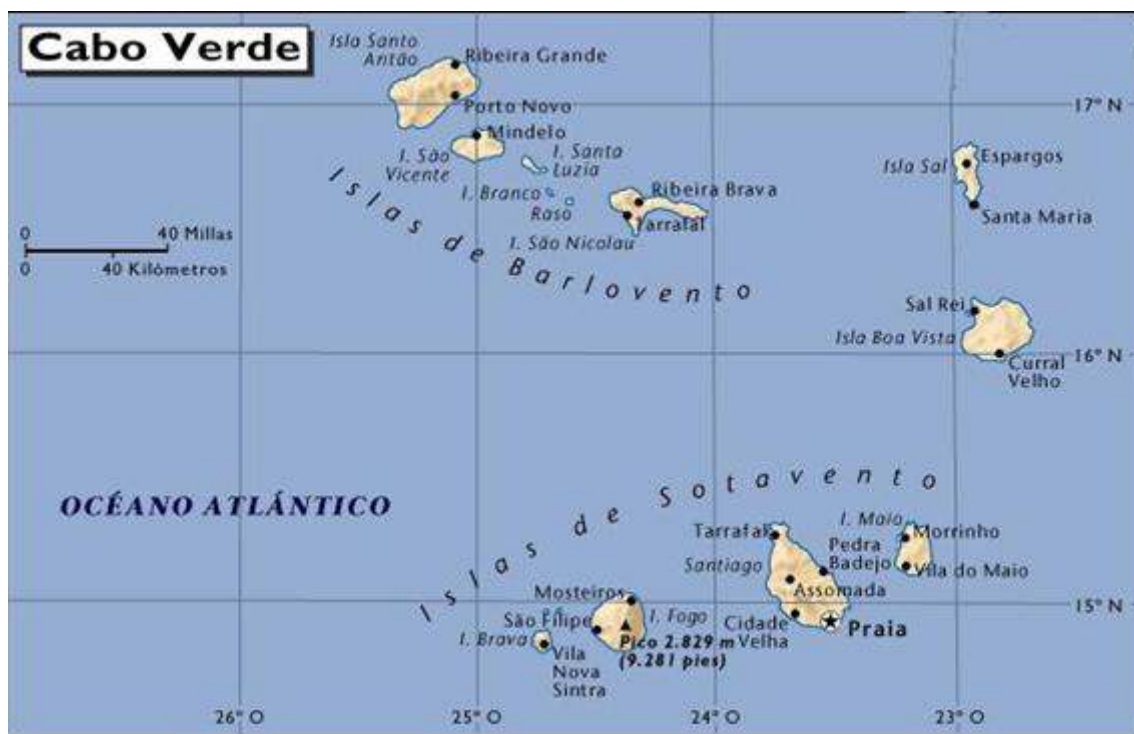 Cabo Verde
Isla Santo
Antão
Ribeira Grande
Porto Novo
17° N
Mindelo
I. São
Vicente
I. Santa
Luzia
I. Branco
Raso
Ribeira Brava
Tarrafal
I. São Nicolau
Isla Sal
Espargos
Santa Maria
Islas de Barlovento
0 40 Millas
0 40 Kilómetros
Sal Rei
Isla Boa Vista
16° N
Curral
Velho
OCÉANO ATLÁNTICO
Islas de Sotavento
Tarrafal
I. Maio
Morrinho
Pedra
Badejo
Vila do Maio
Santiago
Assomada
Mosteiros
15° N
São Filipe
I. Fogo
Cidade
Velha
Praia
I. Brava
Pico 2.829 m
(9.281 pies)
Vila
Nova
Sintra
26° O
25° O
24° O
23° O